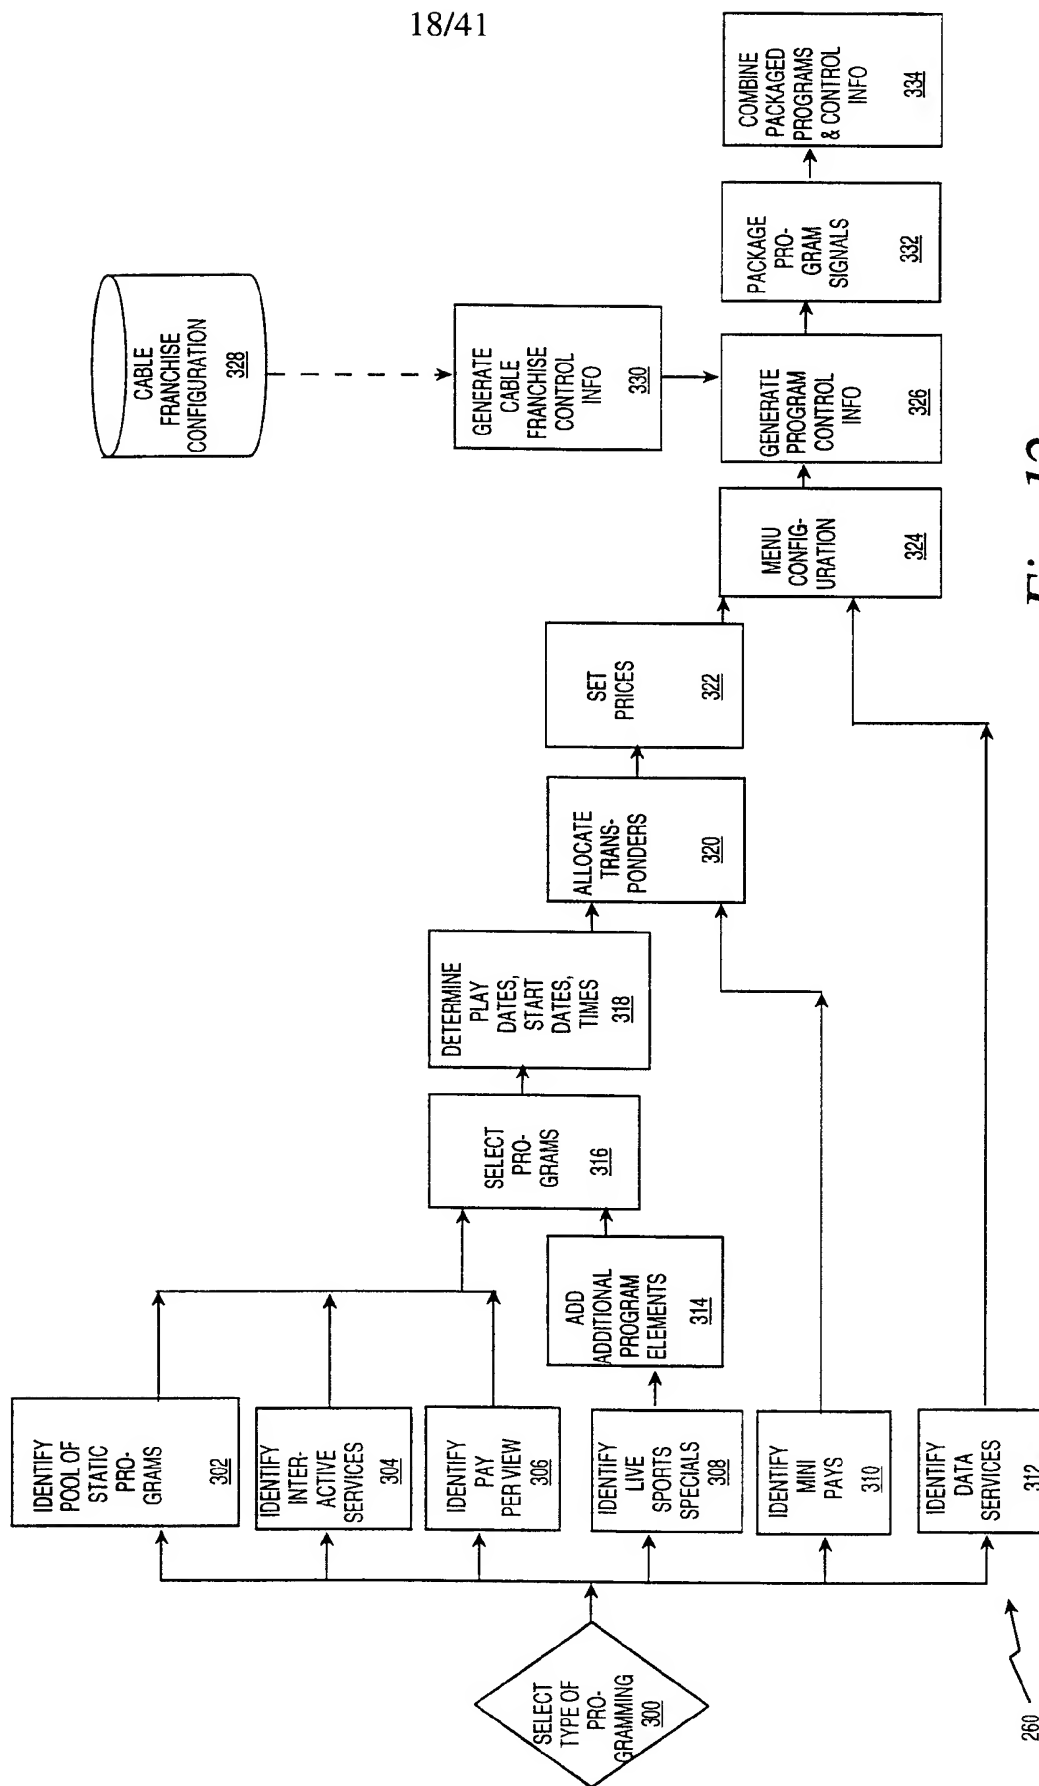 18/41
SELECT
TYPE OF
PRO-
GRAMMING
300
IDENTIFY
POOL OF
STATIC
PRO-
GRAMS
302
IDENTIFY
INTER-
ACTIVE
SERVICES
304
IDENTIFY
PAY
PER VIEW
306
IDENTIFY
LIVE
SPORTS
SPECIALS
308
IDENTIFY
MINI
PAYS
310
IDENTIFY
DATA
SERVICES
312
ADD
ADDITIONAL
PROGRAM
ELEMENTS
314
SELECT
PRO-
GRAMS
316
DETERMINE
PLAY
DATES,
START
DATES,
TIMES
318
ALLOCATE
TRANS-
PONDERS
320
SET
PRICES
322
MENU
CONFIG-
URATION
324
CABLE
FRANCHISE
CONFIGURATION
328
GENERATE
CABLE
FRANCHISE
CONTROL
INFO
330
GENERATE
PROGRAM
CONTROL
INFO
326
PACKAGE
PRO-
GRAM
SIGNALS
332
COMBINE
PACKAGED
PROGRAMS
& CONTROL
INFO
334
260